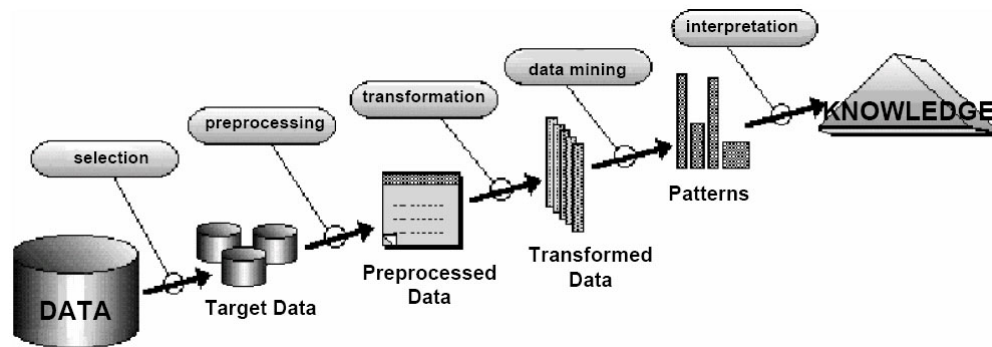 interpretation
data mining
transformation
preprocessing
selection
KNOWLEDGE
Patterns
Transformed
Data
Preprocessed
Data
Target Data
DATA